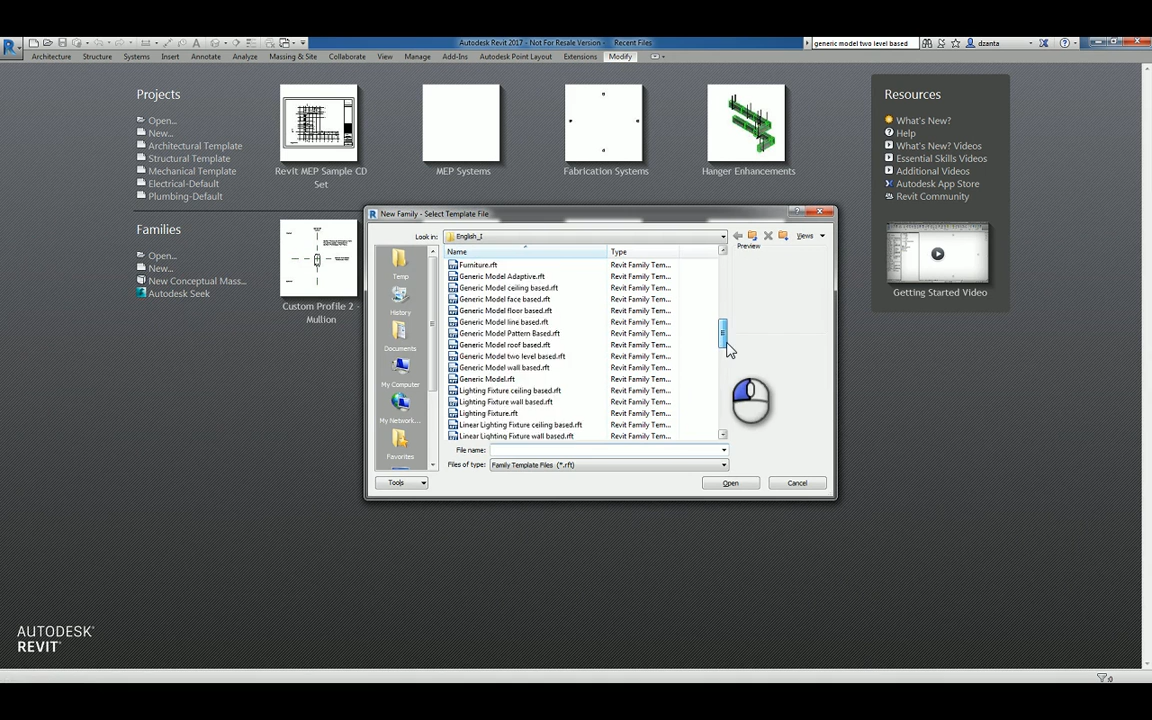 Autodesk Revit 2017 - Not For Resale Version - Recent Files
generic model two level based
dzanta
Architecture Structure Systems Insert Annotate Analyze Massing & Site Collaborate View Manage Add-Ins Autodesk Point Layout Extensions Modify
Projects
Open...
New...
Architectural Template
Structural Template
Mechanical Template
Electrical-Default
Plumbing-Default
Revit MEP Sample CD
Set
MEP Systems
Fabrication Systems
Hanger Enhancements
Resources
What's New?
Help
What's New? Videos
Essential Skills Videos
Additional Videos
Autodesk App Store
Revit Community
Getting Started Video
Families
Open...
New...
New Conceptual Mass...
Autodesk Seek
Custom Profile 2 -
Mullion
New Family - Select Template File
Look in: English_I
Views
Preview
Temp
History
Documents
My Computer
My Network...
Favorites
Name Type
Furniture.rft Revit Family Tem...
Generic Model Adaptive.rft Revit Family Tem...
Generic Model ceiling based.rft Revit Family Tem...
Generic Model face based.rft Revit Family Tem...
Generic Model floor based.rft Revit Family Tem...
Generic Model line based.rft Revit Family Tem...
Generic Model Pattern Based.rft Revit Family Tem...
Generic Model roof based.rft Revit Family Tem...
Generic Model two level based.rft Revit Family Tem...
Generic Model wall based.rft Revit Family Tem...
Generic Model.rft Revit Family Tem...
Lighting Fixture ceiling based.rft Revit Family Tem...
Lighting Fixture wall based.rft Revit Family Tem...
Lighting Fixture.rft Revit Family Tem...
Linear Lighting Fixture ceiling based.rft Revit Family Tem...
Linear Lighting Fixture wall based.rft Revit Family Tem...
File name:
Files of type: Family Template Files (*.rft)
Tools
Open
Cancel
AUTODESK®
REVIT®
:0